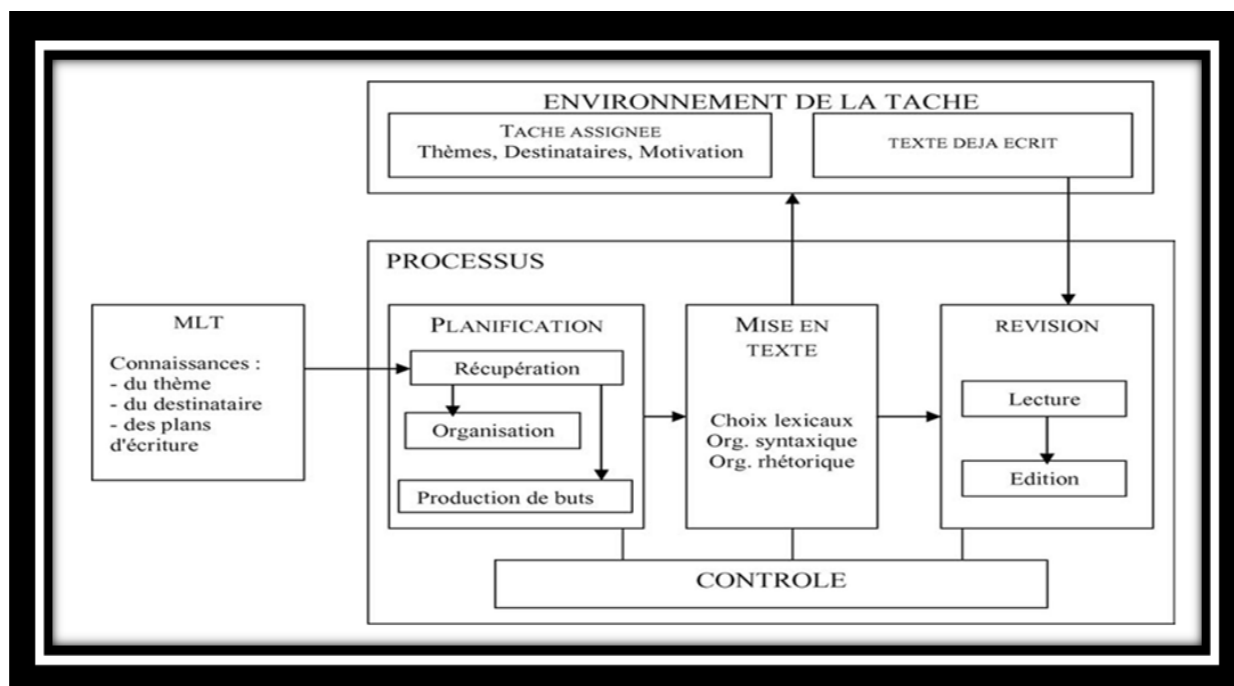 ENVIRONNEMENT DE LA TACHE
TACHE ASSIGNEE
Thèmes, Destinataires, Motivation
TEXTE DEJA ECRIT
PROCESSUS
MLT
Connaissances :
- du thème
- du destinataire
- des plans
d'écriture
PLANIFICATION
Récupération
Organisation
Production de buts
MISE EN
TEXTE
Choix lexicaux
Org. syntaxique
Org. rhétorique
REVISION
Lecture
Edition
CONTROLE